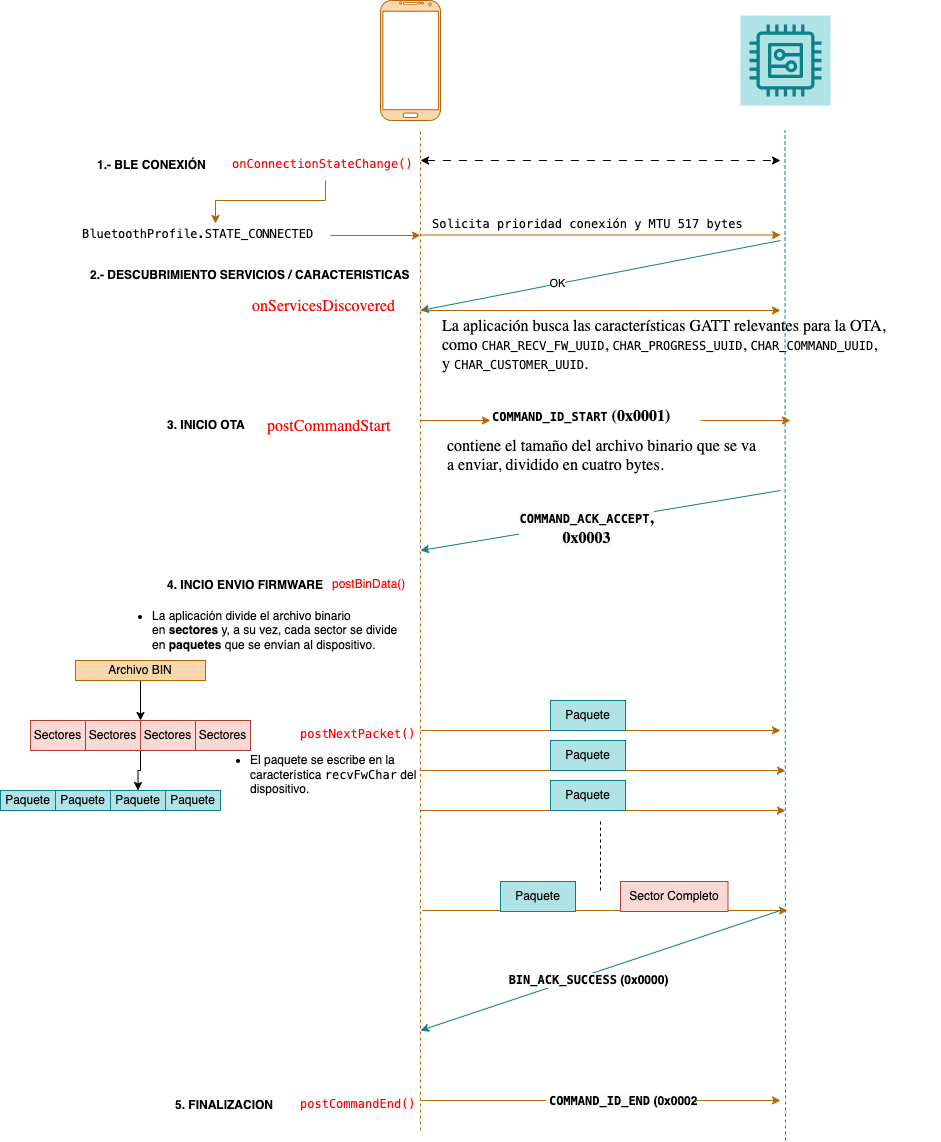 1.- BLE CONEXIÓN
onConnectionStateChange()
BluetoothProfile.STATE_CONNECTED
Solicita prioridad conexión y MTU 517 bytes
2.- DESCUBRIMIENTO SERVICIOS / CARACTERISTICAS
OK
onServicesDiscovered
La aplicación busca las características GATT relevantes para la OTA,
como CHAR_RECV_FW_UUID, CHAR_PROGRESS_UUID, CHAR_COMMAND_UUID,
y CHAR_CUSTOMER_UUID.
3. INICIO OTA
postCommandStart
COMMAND_ID_START (0x0001)
contiene el tamaño del archivo binario que se va
a enviar, dividido en cuatro bytes.
COMMAND_ACK_ACCEPT,
0x0003
4. INCIO ENVIO FIRMWARE
postBinData()
• La aplicación divide el archivo binario
en sectores y, a su vez, cada sector se divide
en paquetes que se envían al dispositivo.
Archivo BIN
Sectores
Sectores
Sectores
Sectores
postNextPacket()
Paquete
• El paquete se escribe en la
característica recvFwChar del
dispositivo.
Paquete
Paquete
Paquete
Paquete
Paquete
Paquete
Paquete
Sector Completo
BIN_ACK_SUCCESS (0x0000)
5. FINALIZACION
postCommandEnd()
COMMAND_ID_END (0x0002